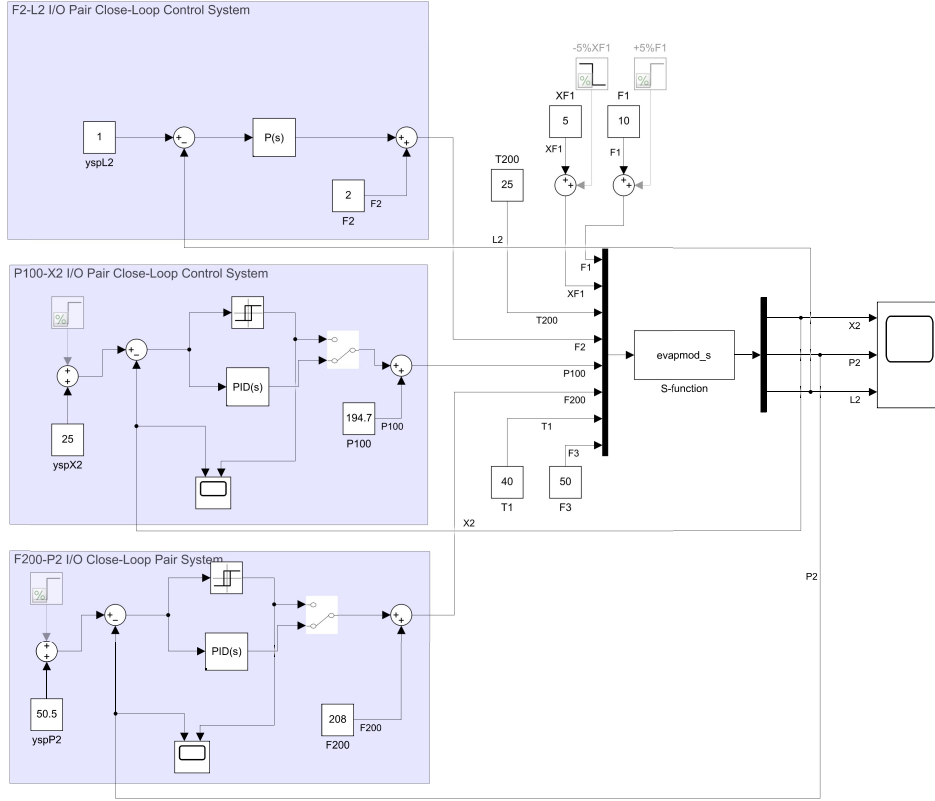 F2-L2 I/O Pair Close-Loop Control System
-5%XF1
+5%F1
%
%
XF1
F1
5
10
XF1
F1
1
P(s)
yspL2
T200
25
2
F2
F2
L2
P100-X2 I/O Pair Close-Loop Control System
F1
XF1
T200
F2
P100
F200
T1
F3
evapmod_s
S-function
X2
P2
L2
PID(s)
194.7
P100
P100
25
yspX2
40
T1
50
F3
X2
F200-P2 I/O Close-Loop Pair System
%
P2
PID(s)
50.5
yspP2
208
F200
F200